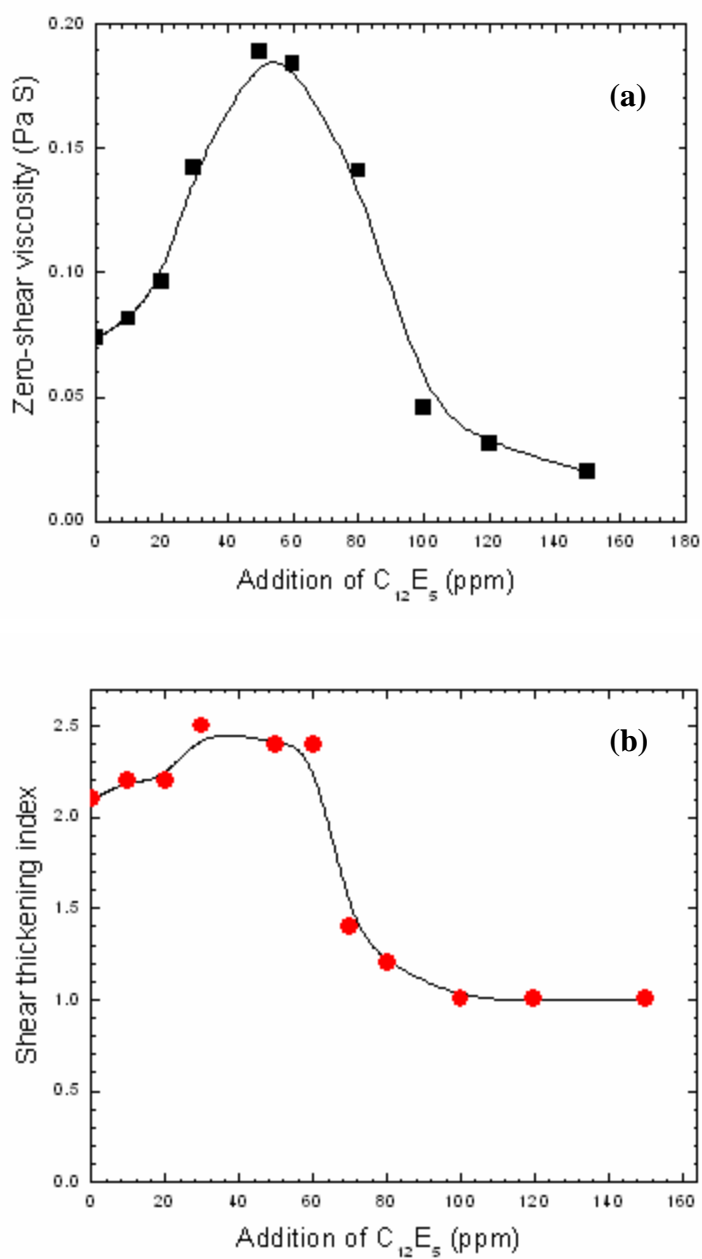 (a)
Zero-shear viscosity (Pa S)
0.20
0.15
0.10
0.05
0.00
0 20 40 60 80 100 120 140 160 180
Addition of C₁₂E₅ (ppm)
(b)
Shear thickening index
2.5
2.0
1.5
1.0
0.5
0.0
0 20 40 60 80 100 120 140 160
Addition of C₁₂E₅ (ppm)